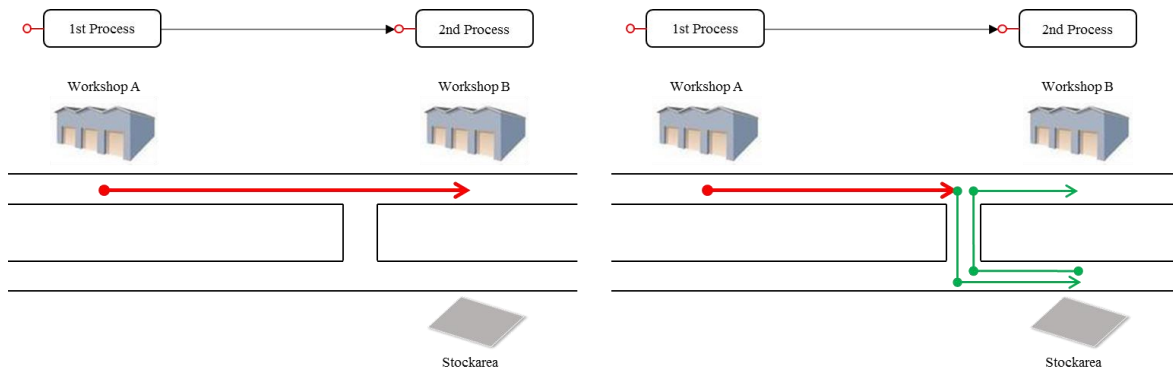 1st Process
2nd Process
1st Process
2nd Process
Workshop A
Workshop B
Workshop A
Workshop B
Stockarea
Stockarea